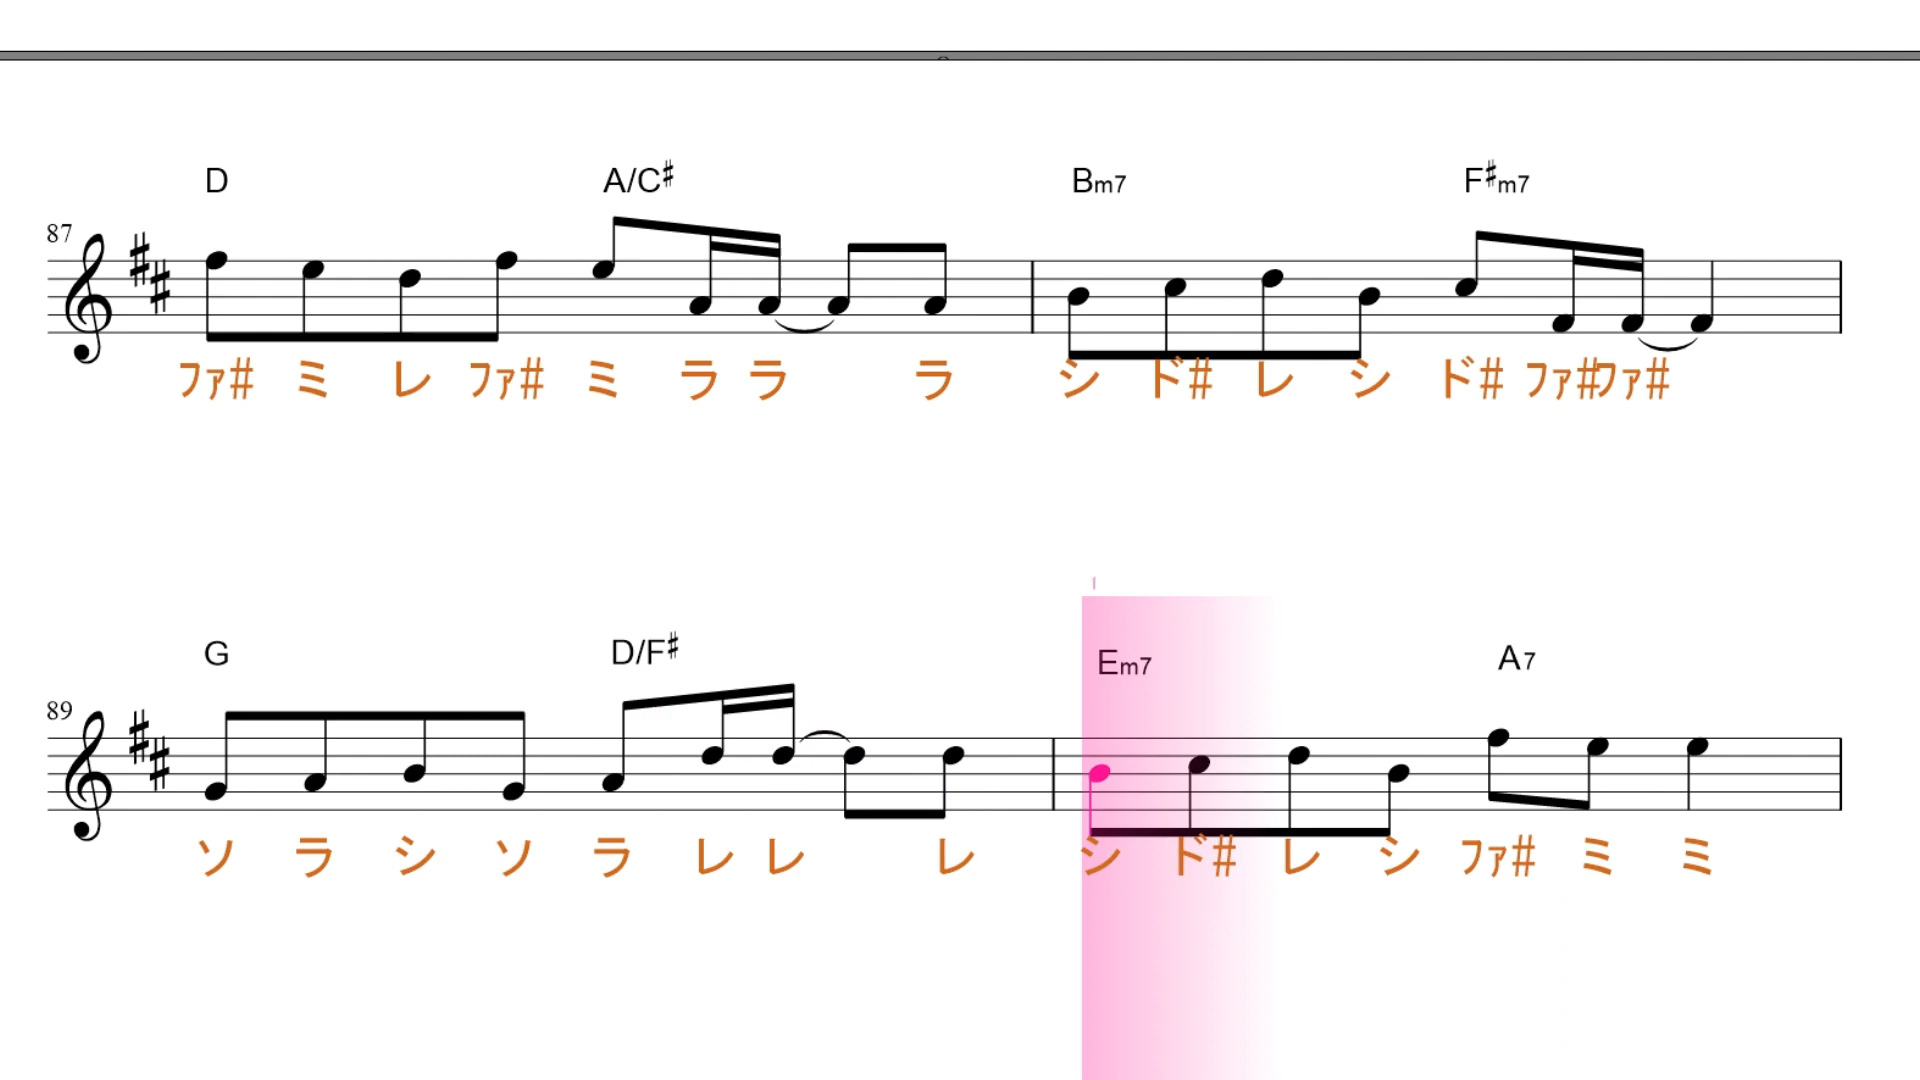 D A/C♯ Bm7 F♯m7
87
ファ# ミ レ ファ# ミ ラ ラ ラ シ ド# レ シ ド# ファ# ファ#
G D/F♯ Em7 A7
89
ソ ラ シ ソ ラ レ レ レ シ ド# レ シ ファ# ミ ミ